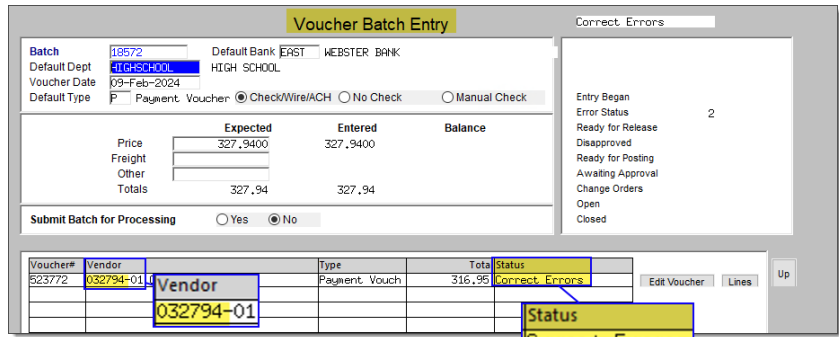 Voucher Batch Entry
Correct Errors
Batch 18572 Default Bank EAST WEBSTER BANK
Default Dept HIGHSCHOOL HIGH SCHOOL
Voucher Date 09-Feb-2024
Default Type P Payment Voucher Check/Wire/ACH No Check Manual Check
Expected Entered Balance
Price 327.9400 327.9400
Freight
Other
Totals 327.94 327.94
Submit Batch for Processing Yes No
Entry Began
Error Status 2
Ready for Release
Disapproved
Ready for Posting
Awaiting Approval
Change Orders
Open
Closed
Voucher# Vendor Type Tota Status
523772 032794-01 Payment Vouch 316.95 Correct Errors Edit Voucher Lines Up
Vendor
032794-01
Status